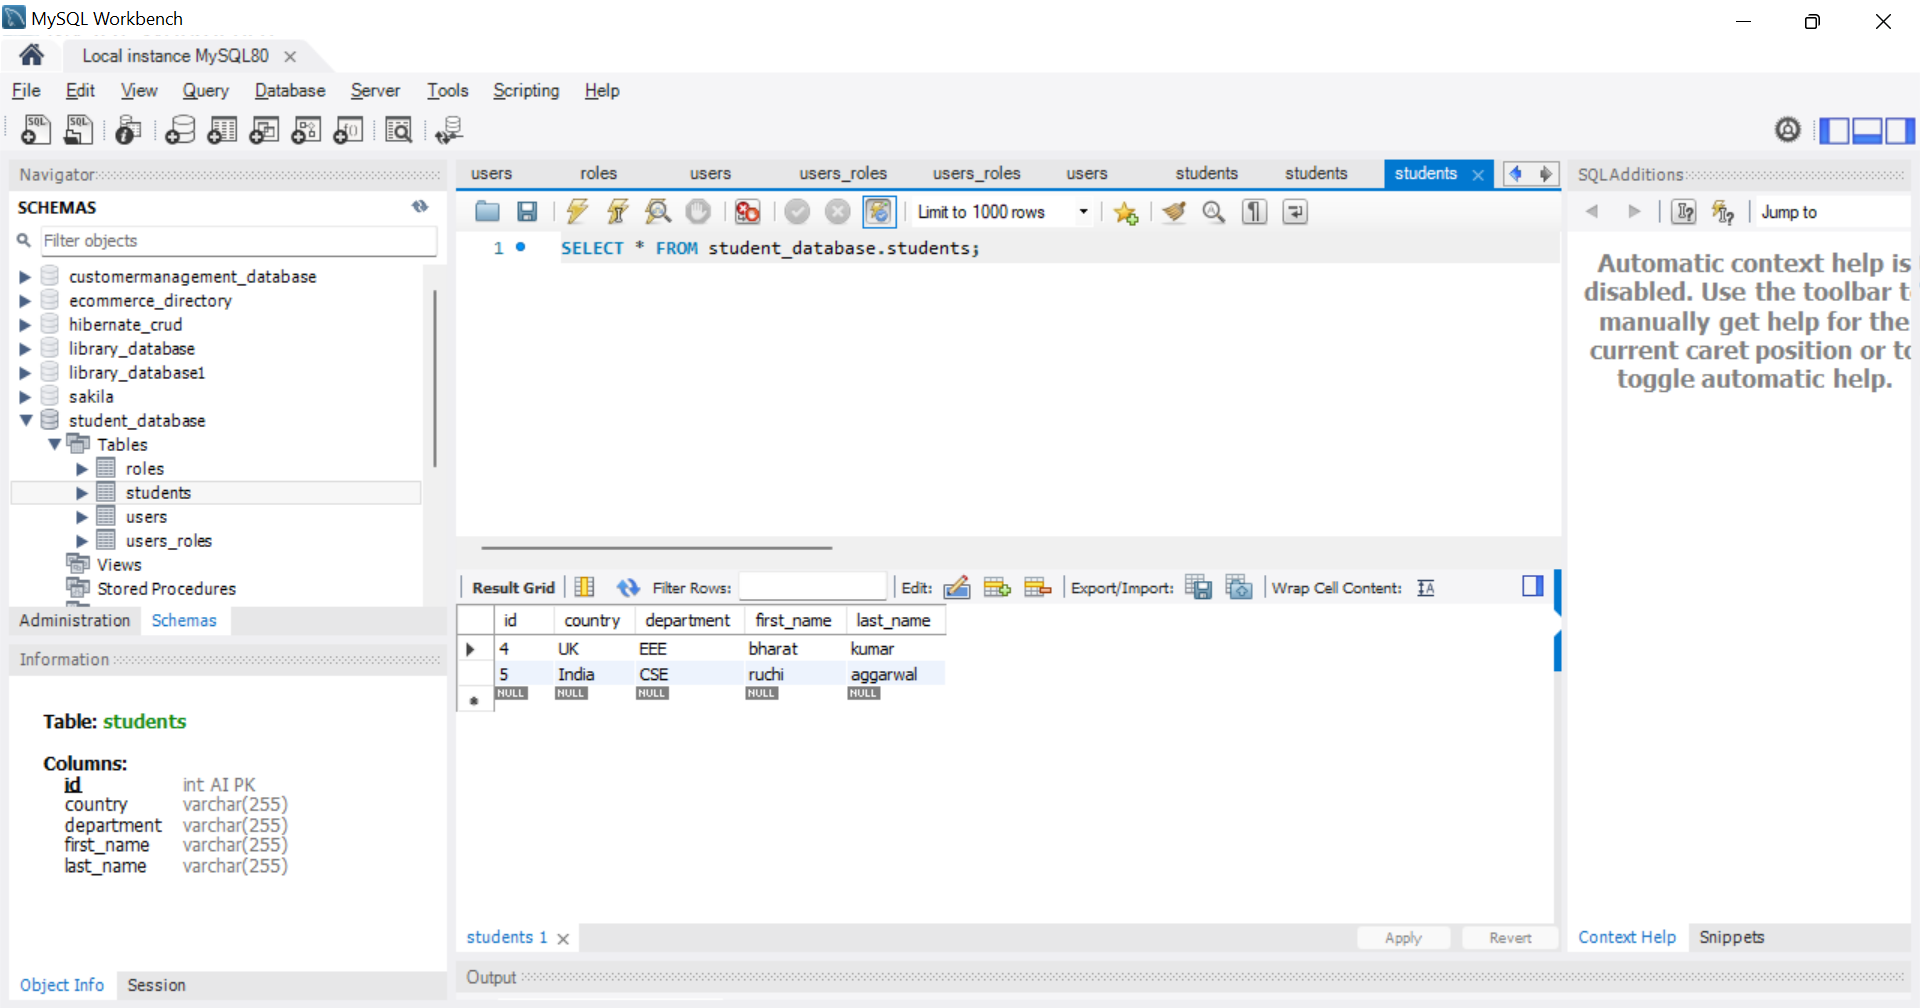 MySQL Workbench
Local instance MySQL80
File Edit View Query Database Server Tools Scripting Help
Navigator
SCHEMAS
Filter objects
customermanagement_database
ecommerce_directory
hibernate_crud
library_database
library_database1
sakila
student_database
Tables
roles
students
users
users_roles
Views
Stored Procedures
Administration Schemas
Information
Table: students
Columns:
id int AI PK
country varchar(255)
department varchar(255)
first_name varchar(255)
last_name varchar(255)
Object Info Session
users roles users users_roles users_roles users students students students
Limit to 1000 rows
1 SELECT * FROM student_database.students;
Result Grid Filter Rows: Edit: Export/Import: Wrap Cell Content:
id country department first_name last_name
4 UK EEE bharat kumar
5 India CSE ruchi aggarwal
NULL NULL NULL NULL NULL
students 1
Apply Revert
Output
SQLAdditions
Jump to
Automatic context help is
disabled. Use the toolbar t
manually get help for the
current caret position or to
toggle automatic help.
Context Help Snippets